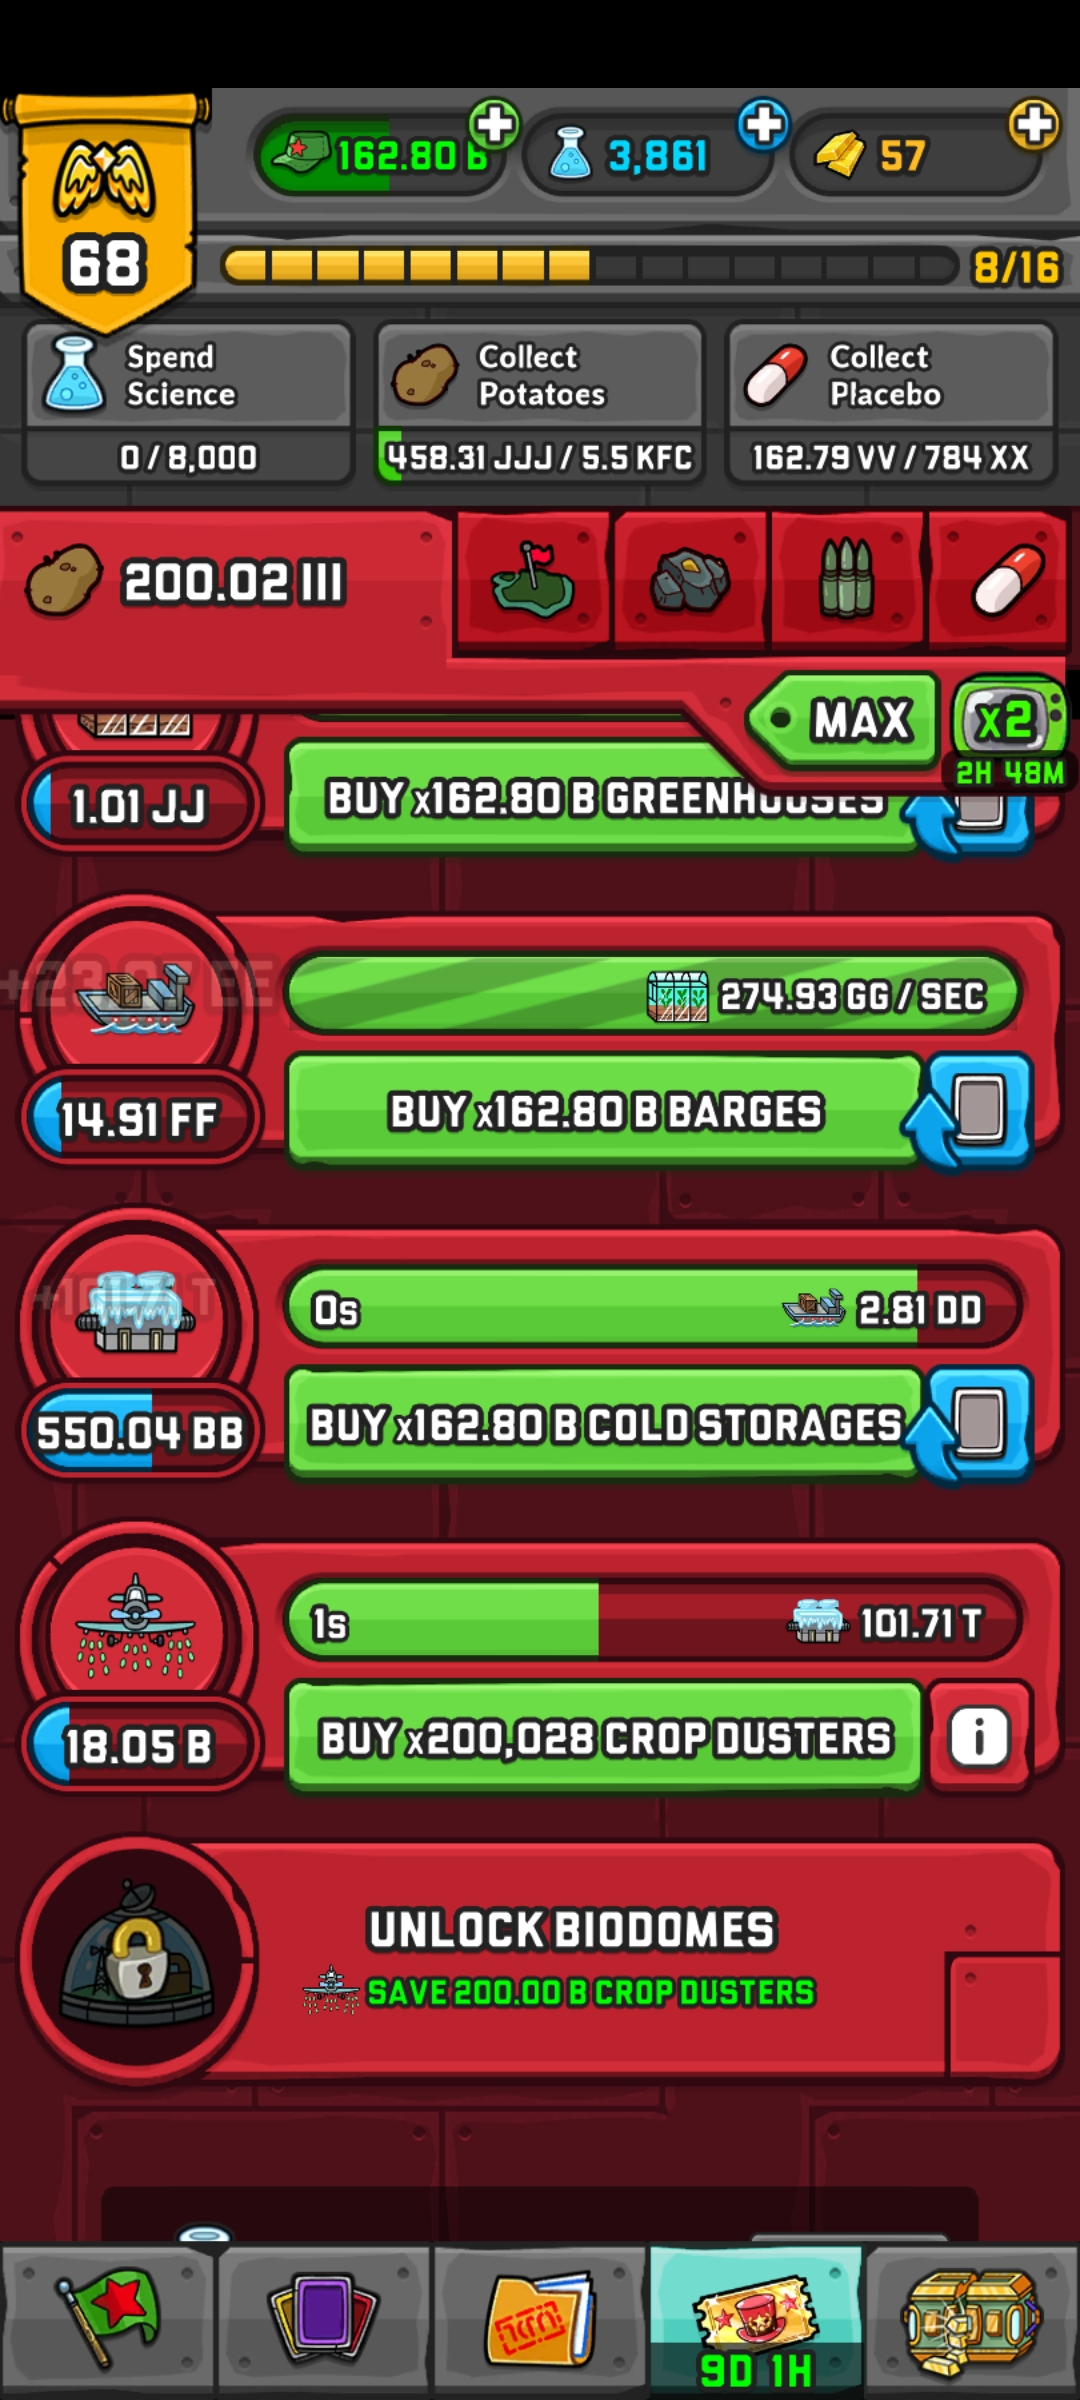 162.80 B
3,861
57
68
8/16
Spend
Science
0 / 8,000
Collect
Potatoes
458.31 JJJ / 5.5 KFC
Collect
Placebo
162.79 VV / 784 XX
200.02 III
MAX
x2
2H 48M
1.01 JJ
BUY x162.80 B GREENHOUSES
274.93 GG / SEC
14.91 FF
BUY x162.80 B BARGES
0s
2.81 DD
550.04 BB
BUY x162.80 B COLD STORAGES
1s
101.71 T
18.05 B
BUY x200,028 CROP DUSTERS
i
UNLOCK BIODOMES
SAVE 200.00 B CROP DUSTERS
9D 1H